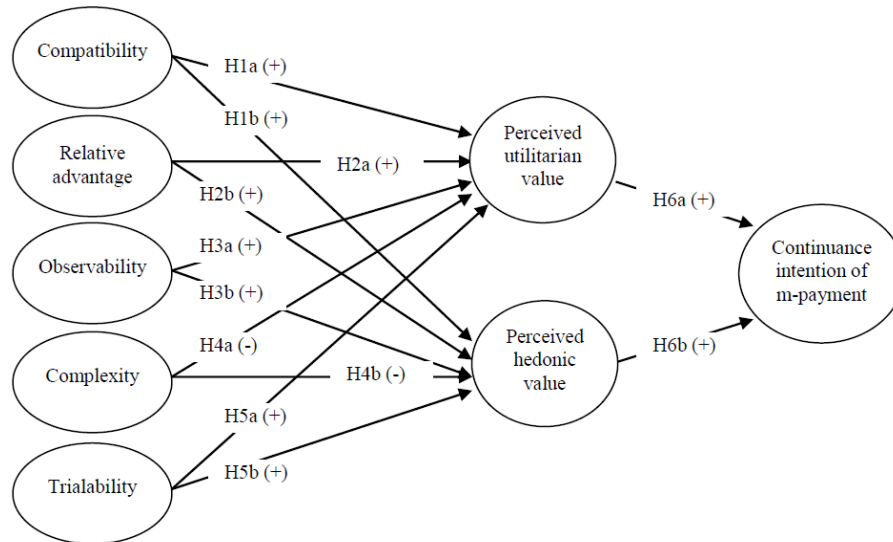 Compatibility
H1a (+)
H1b (+)
Relative
advantage
H2a (+)
H2b (+)
Observability
H3a (+)
H3b (+)
Complexity
H4a (-)
H4b (-)
Trialability
H5a (+)
H5b (+)
Perceived
utilitarian
value
Perceived
hedonic
value
H6a (+)
H6b (+)
Continuance
intention of
m-payment